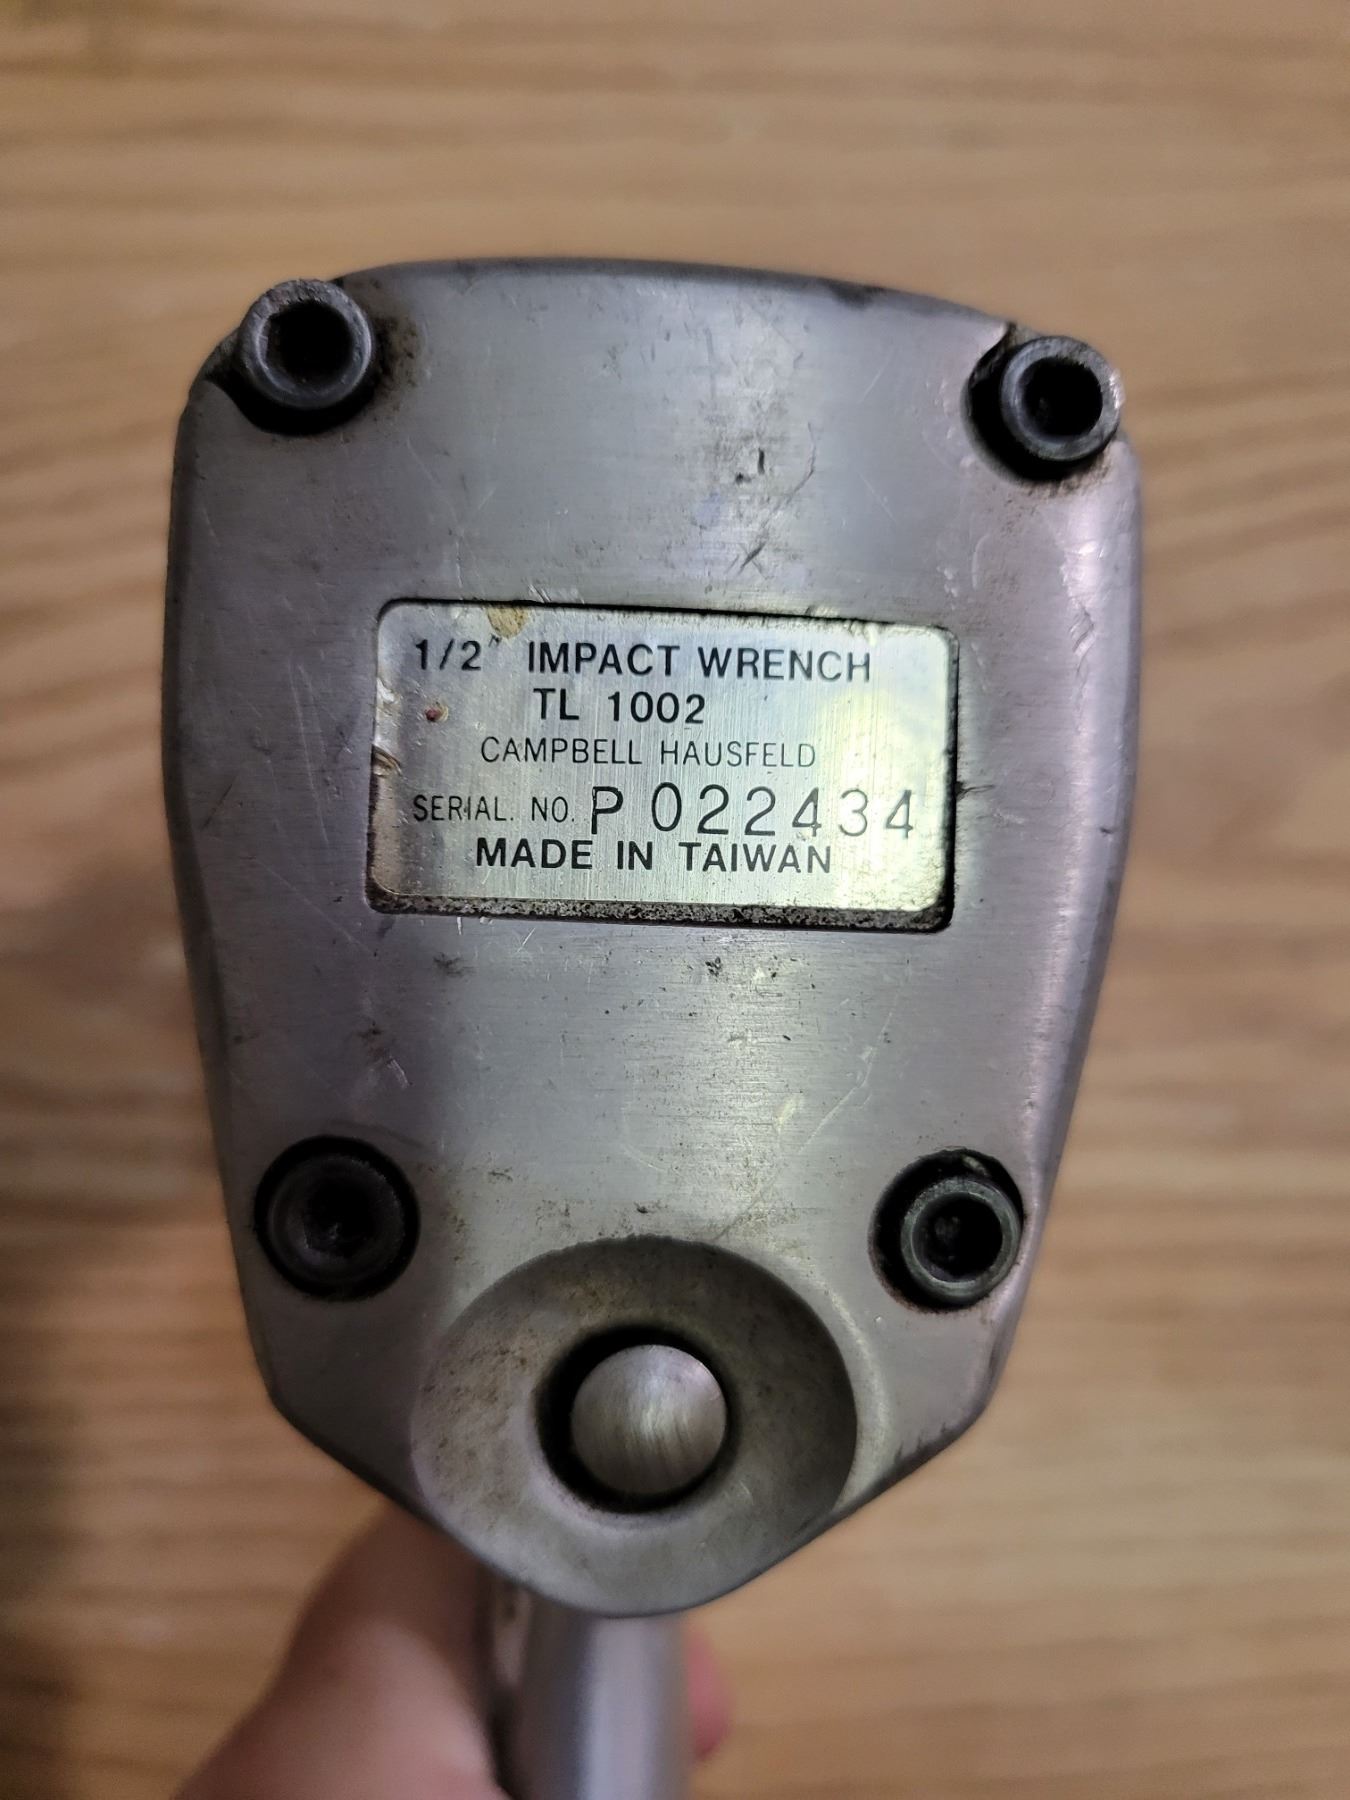 1/2" IMPACT WRENCH
TL 1002
CAMPBELL HAUSFELD
SERIAL. NO. P 022434
MADE IN TAIWAN